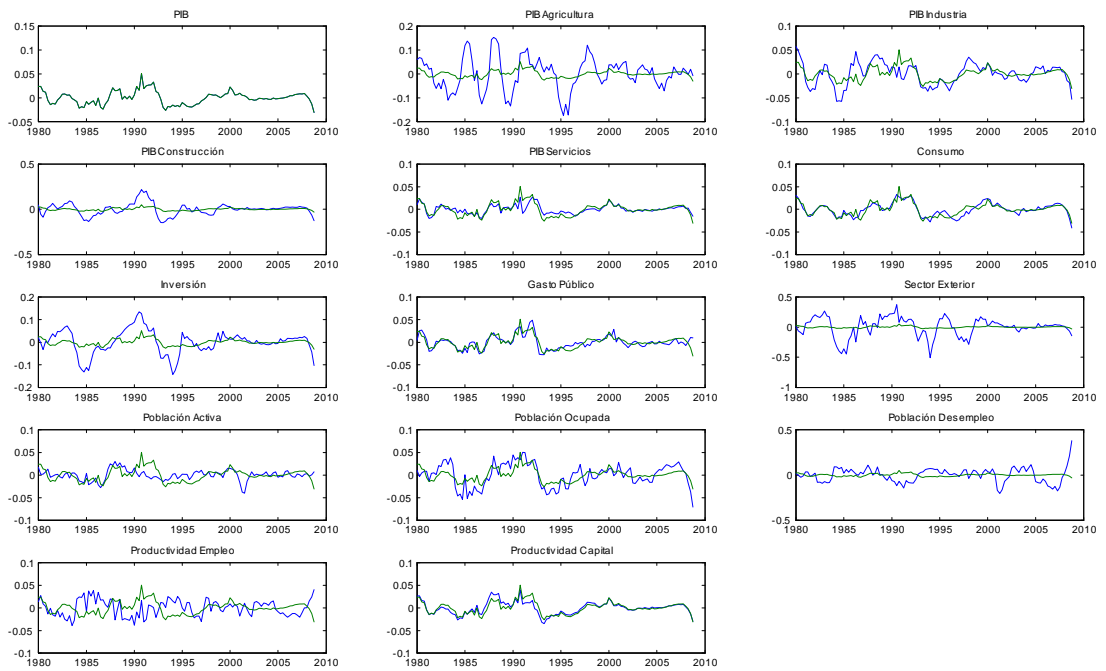 PIB
0.15
0.1
0.05
0
-0.05
1980 1985 1990 1995 2000 2005 2010
PIB Agricultura
0.2
0.1
0
-0.1
-0.2
1980 1985 1990 1995 2000 2005 2010
PIB Industria
0.1
0.05
0
-0.05
-0.1
1980 1985 1990 1995 2000 2005 2010
PIB Construcción
0.5
0
-0.5
1980 1985 1990 1995 2000 2005 2010
PIB Servicios
0.1
0.05
0
-0.05
-0.1
1980 1985 1990 1995 2000 2005 2010
Consumo
0.1
0.05
0
-0.05
-0.1
1980 1985 1990 1995 2000 2005 2010
Inversión
0.2
0.1
0
-0.1
-0.2
1980 1985 1990 1995 2000 2005 2010
Gasto Público
0.1
0.05
0
-0.05
-0.1
1980 1985 1990 1995 2000 2005 2010
Sector Exterior
0.5
0
-0.5
-1
1980 1985 1990 1995 2000 2005 2010
Población Activa
0.1
0.05
0
-0.05
-0.1
1980 1985 1990 1995 2000 2005 2010
Población Ocupada
0.1
0.05
0
-0.05
-0.1
1980 1985 1990 1995 2000 2005 2010
Población Desempleo
0.5
0
-0.5
1980 1985 1990 1995 2000 2005 2010
Productividad Empleo
0.1
0.05
0
-0.05
-0.1
1980 1985 1990 1995 2000 2005 2010
Productividad Capital
0.1
0.05
0
-0.05
-0.1
1980 1985 1990 1995 2000 2005 2010